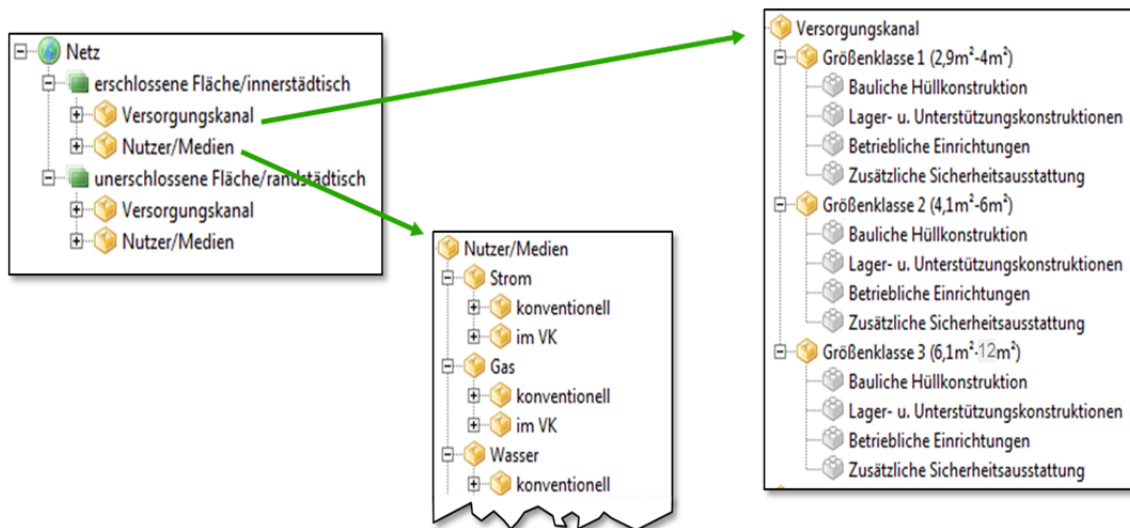 Netz
erschlossene Fläche/innerstädtisch
Versorgungskanal
Nutzer/Medien
unerschlossene Fläche/randstädtisch
Versorgungskanal
Nutzer/Medien
Nutzer/Medien
Strom
konventionell
im VK
Gas
konventionell
im VK
Wasser
konventionell
Versorgungskanal
Größenklasse 1 (2,9m²-4m²)
Bauliche Hüllkonstruktion
Lager- u. Unterstützungskonstruktionen
Betriebliche Einrichtungen
Zusätzliche Sicherheitsausstattung
Größenklasse 2 (4,1m²-6m²)
Bauliche Hüllkonstruktion
Lager- u. Unterstützungskonstruktionen
Betriebliche Einrichtungen
Zusätzliche Sicherheitsausstattung
Größenklasse 3 (6,1m²-12m²)
Bauliche Hüllkonstruktion
Lager- u. Unterstützungskonstruktionen
Betriebliche Einrichtungen
Zusätzliche Sicherheitsausstattung